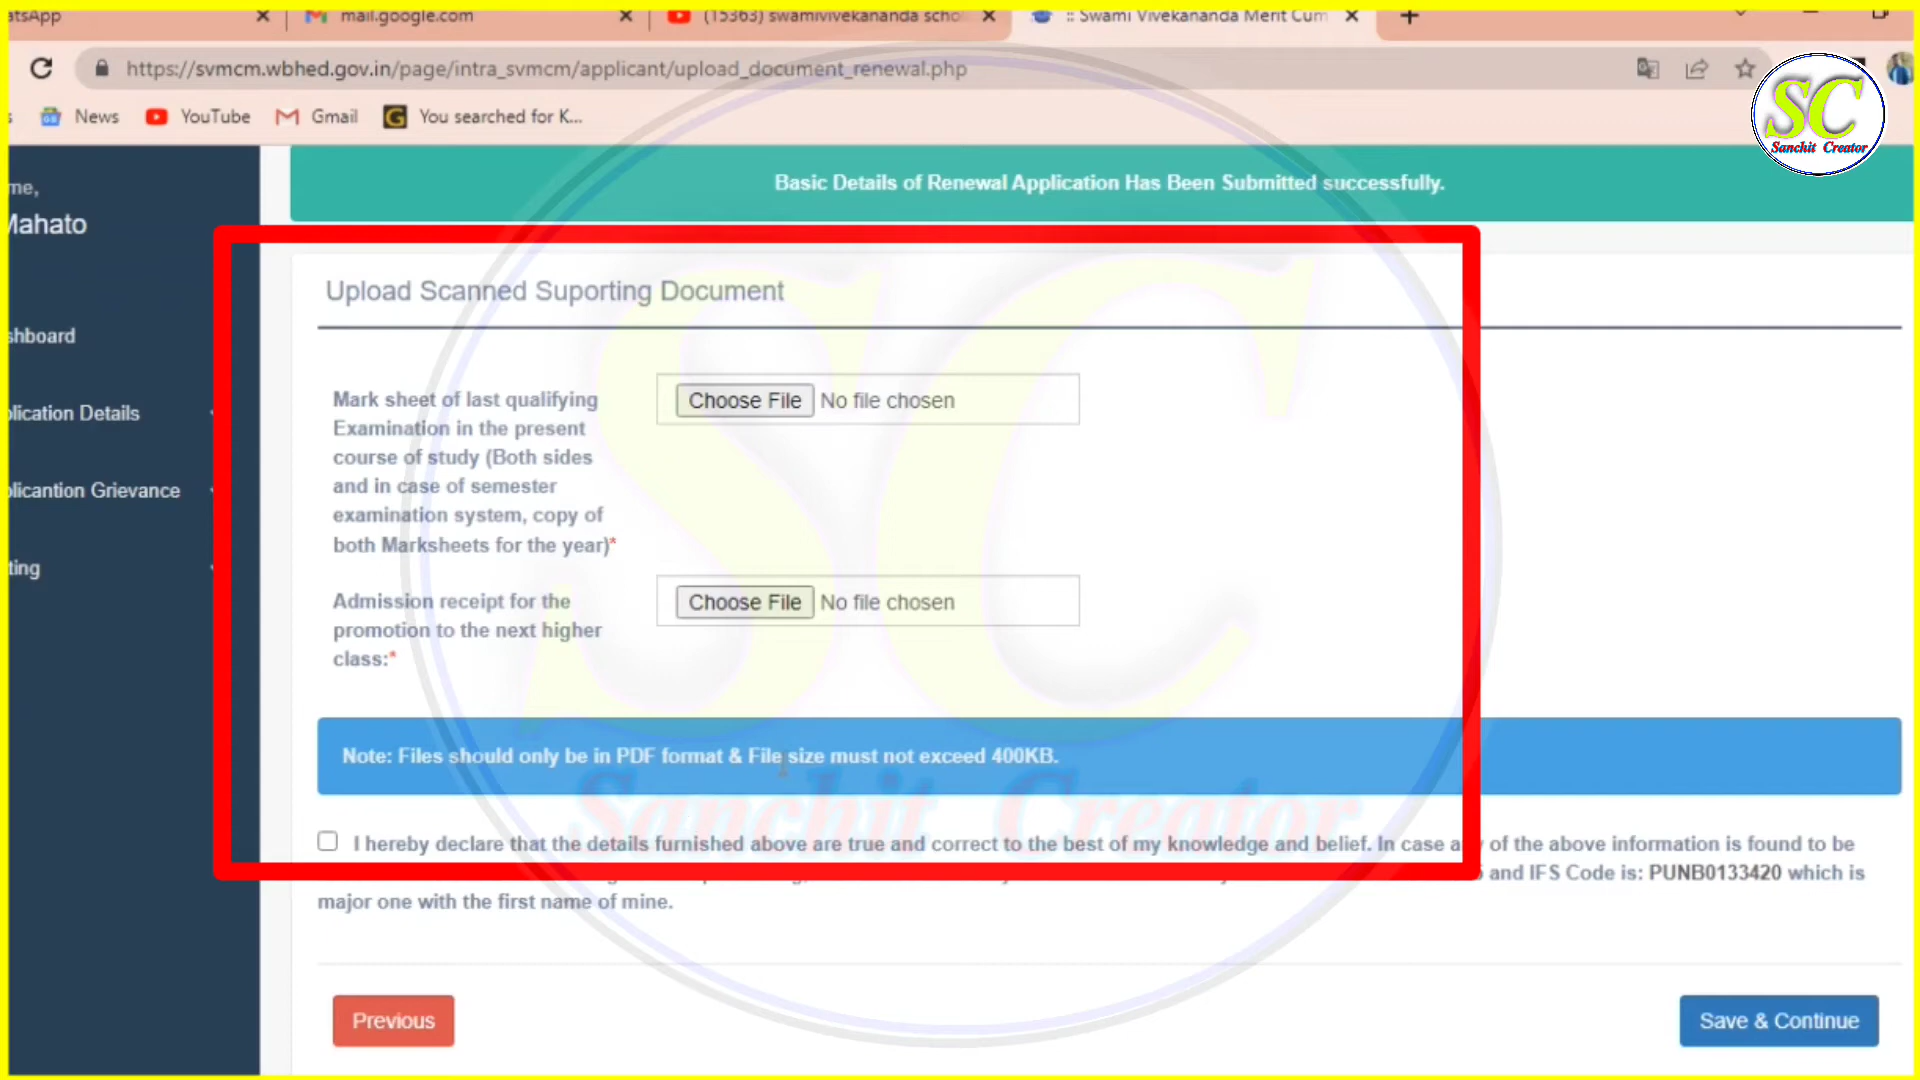 atsApp
mail.google.com
(15363) swamivivekananda schol
:: Swami Vivekananda Merit Cum
https://svmcm.wbhed.gov.in/page/intra_svmcm/applicant/upload_document_renewal.php
s
News
YouTube
Gmail
G
You searched for K...
SC
Sanchit Creator
me,
Mahato
shboard
plication Details
plicantion Grievance
ting
Basic Details of Renewal Application Has Been Submitted successfully.
Upload Scanned Suporting Document
Mark sheet of last qualifying
Examination in the present
course of study (Both sides
and in case of semester
examination system, copy of
both Marksheets for the year)*
Choose File No file chosen
Admission receipt for the
promotion to the next higher
class:*
Choose File No file chosen
Note: Files should only be in PDF format & File size must not exceed 400KB.
I hereby declare that the details furnished above are true and correct to the best of my knowledge and belief. In case a y of the above information is found to be
and IFS Code is: PUNB0133420 which is
major one with the first name of mine.
SC
Sanchit Creator
Previous
Save & Continue